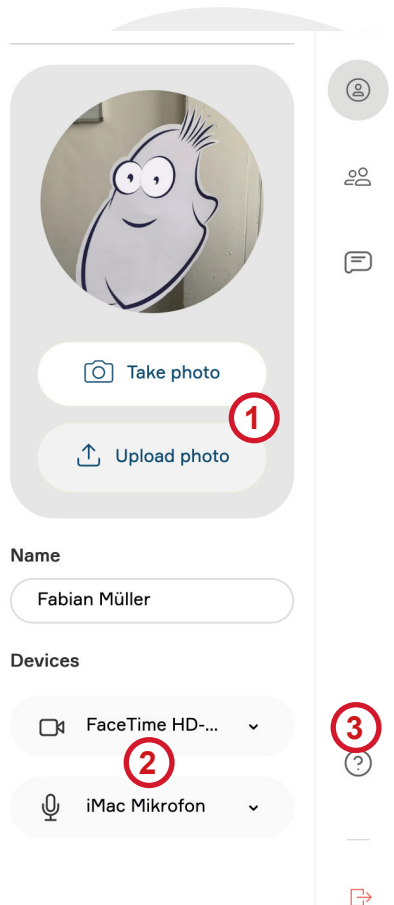 Take photo
1
Upload photo
Name
Fabian Müller
Devices
FaceTime HD-...
2
iMac Mikrofon
3
?